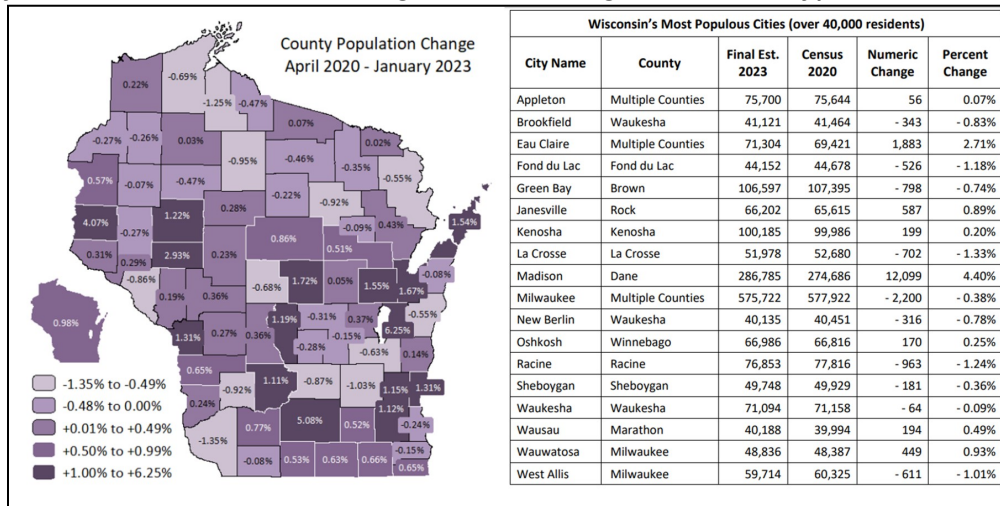 County Population Change
April 2020 - January 2023
0.22%
-0.69%
-1.25%
-0.47%
0.07%
0.02%
-0.27%
-0.26%
0.03%
-0.95%
-0.46%
-0.35%
-0.55%
0.57%
-0.07%
-0.47%
-0.22%
-0.92%
0.28%
4.07%
-0.27%
1.22%
0.86%
-0.09%
0.43%
1.54%
0.31%
0.29%
2.93%
0.23%
0.51%
-0.86%
-0.68%
1.72%
0.05%
1.55%
1.67%
-0.08%
0.19%
0.36%
0.98%
1.31%
0.27%
0.36%
1.19%
-0.31%
0.37%
-0.15%
6.25%
-0.55%
-0.28%
-0.63%
0.14%
0.65%
-0.92%
1.11%
-0.87%
-1.03%
1.15%
1.31%
0.24%
1.12%
-0.24%
-1.35%
0.77%
5.08%
0.52%
-0.08%
0.53%
0.63%
0.66%
-0.15%
0.65%
-1.35% to -0.49%
-0.48% to 0.00%
+0.01% to +0.49%
+0.50% to +0.99%
+1.00% to +6.25%
Wisconsin's Most Populous Cities (over 40,000 residents)
City Name County Final Est. 2023 Census 2020 Numeric Change Percent Change
Appleton Multiple Counties 75,700 75,644 56 0.07%
Brookfield Waukesha 41,121 41,464 - 343 - 0.83%
Eau Claire Multiple Counties 71,304 69,421 1,883 2.71%
Fond du Lac Fond du Lac 44,152 44,678 - 526 - 1.18%
Green Bay Brown 106,597 107,395 - 798 - 0.74%
Janesville Rock 66,202 65,615 587 0.89%
Kenosha Kenosha 100,185 99,986 199 0.20%
La Crosse La Crosse 51,978 52,680 - 702 - 1.33%
Madison Dane 286,785 274,686 12,099 4.40%
Milwaukee Multiple Counties 575,722 577,922 - 2,200 - 0.38%
New Berlin Waukesha 40,135 40,451 - 316 - 0.78%
Oshkosh Winnebago 66,986 66,816 170 0.25%
Racine Racine 76,853 77,816 - 963 - 1.24%
Sheboygan Sheboygan 49,748 49,929 - 181 - 0.36%
Waukesha Waukesha 71,094 71,158 - 64 - 0.09%
Wausau Marathon 40,188 39,994 194 0.49%
Wauwatosa Milwaukee 48,836 48,387 449 0.93%
West Allis Milwaukee 59,714 60,325 - 611 - 1.01%